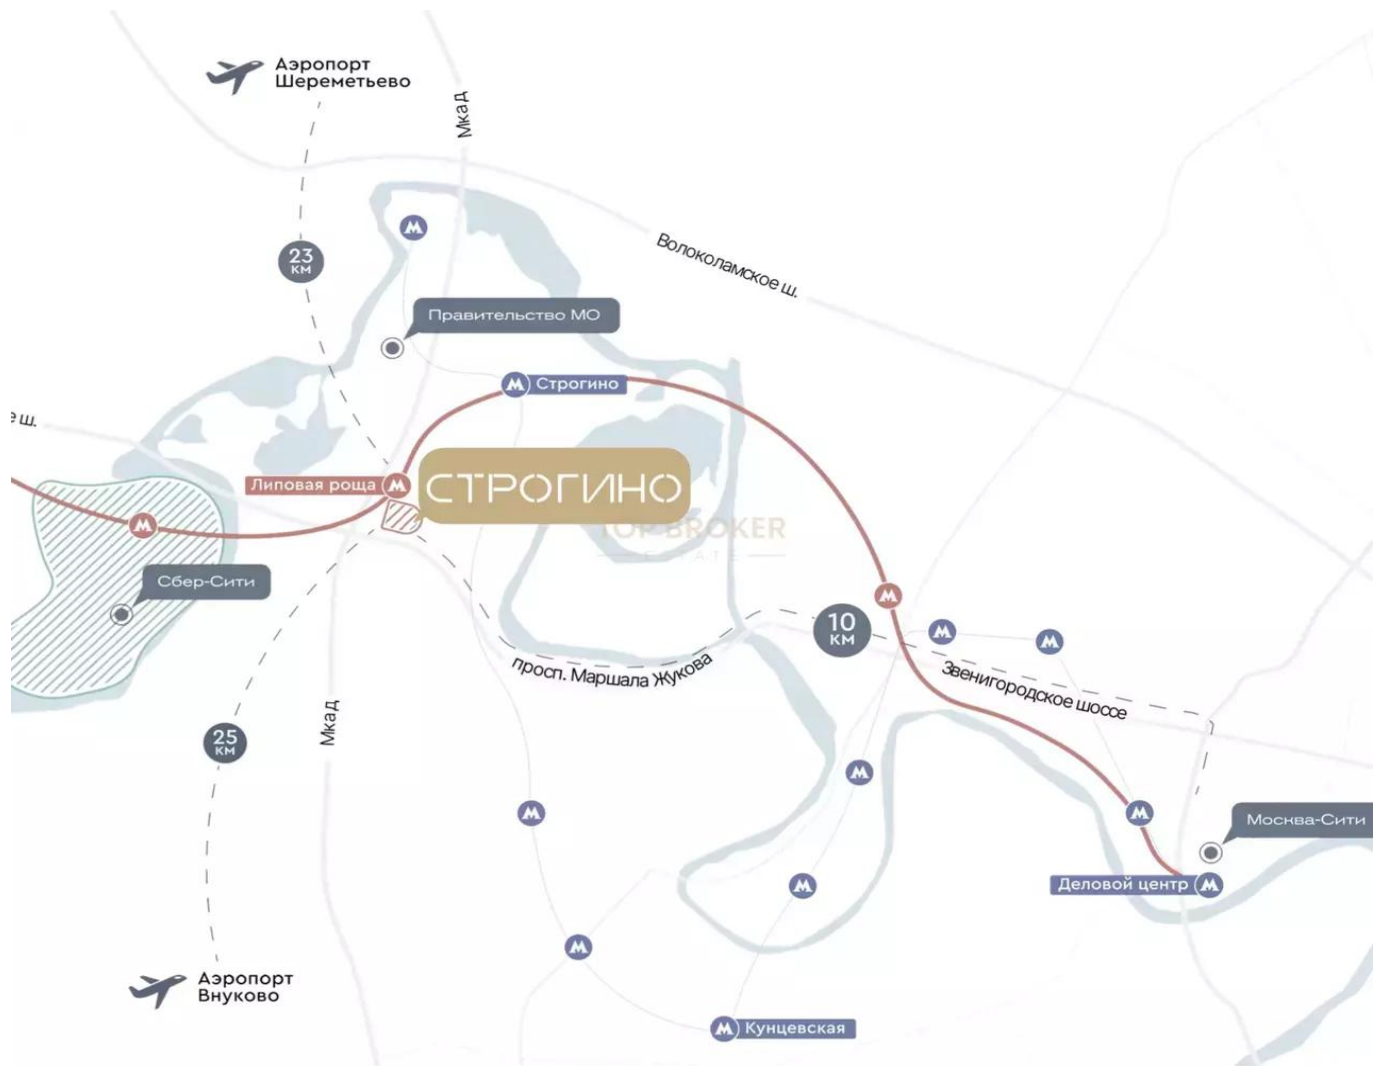 Аэропорт
Шереметьево
Мкад
23
КМ
Волоколамское ш.
Правительство МО
Строгино
е ш.
Липовая роща
СТРОГИНО
TOP BROKER
ESTATE
Сбер-Сити
10
КМ
просп. Маршала Жукова
Звенигородское шоссе
Мкад
25
КМ
Москва-Сити
Деловой центр
Аэропорт
Внуково
Кунцевская